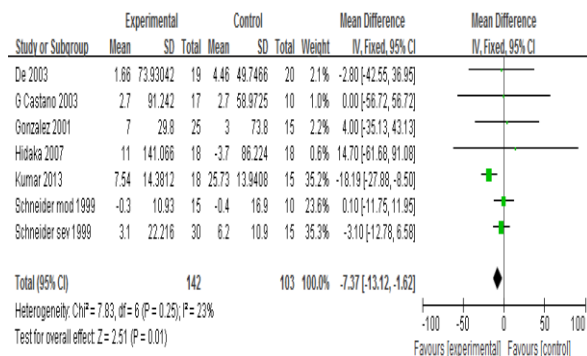 Experimental Control Mean Difference Mean Difference
Study or Subgroup Mean SD Total Mean SD Total Weight IV, Fixed, 95% CI IV, Fixed, 95% CI
De 2003 1.66 73.93042 19 4.46 49.7466 20 2.1% -2.80 [-42.55, 36.95]
G Castano 2003 2.7 91.242 17 2.7 58.9725 10 1.0% 0.00 [-56.72, 56.72]
Gonzalez 2001 7 29.8 25 3 73.8 15 2.2% 4.00 [-35.13, 43.13]
Hidaka 2007 11 141.066 18 -3.7 86.224 18 0.6% 14.70 [-61.68, 91.08]
Kumar 2013 7.54 14.3812 18 25.73 13.9408 15 35.2% -18.19 [-27.88, -8.50]
Schneider mod 1999 -0.3 10.93 15 -0.4 16.9 10 23.6% 0.10 [-11.75, 11.95]
Schneider sev 1999 3.1 22.216 30 6.2 10.9 15 35.3% -3.10 [-12.78, 6.58]
Total (95% CI) 142 103 100.0% -7.37 [-13.12, -1.62]
Heterogeneity: Chi² = 7.83, df = 6 (P = 0.25); I² = 23%
Test for overall effect: Z = 2.51 (P = 0.01)
-100 -50 0 50 100
Favours [experimental] Favours [control]